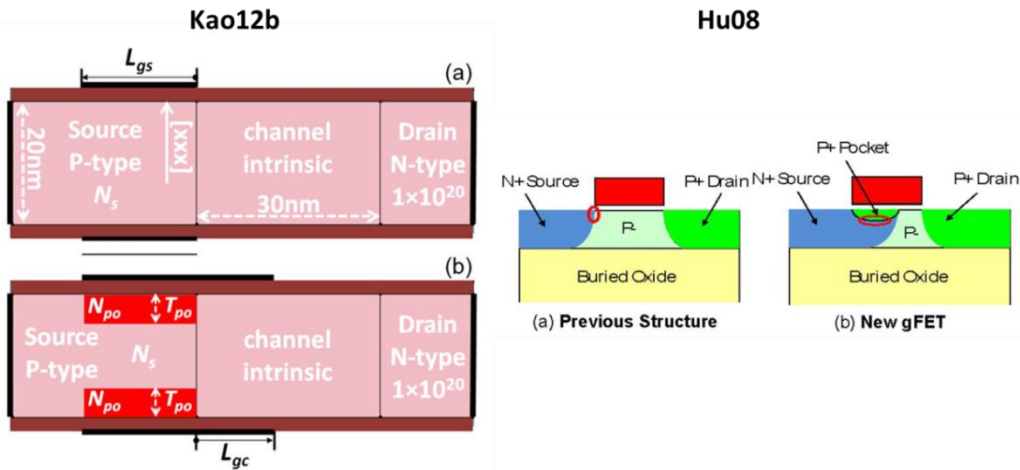 Kao12b
Hu08
Lgs
(a)
20nm
Source
P-type
Ns
[xxx]
channel
intrinsic
30nm
Drain
N-type
1×10²⁰
(b)
Npo
Tpo
Source
P-type
Ns
channel
intrinsic
Drain
N-type
1×10²⁰
Npo
Tpo
Lgc
N+ Source
P+ Drain
P-
Buried Oxide
(a) Previous Structure
P+ Pocket
N+ Source
P+ Drain
P-
Buried Oxide
(b) New gFET